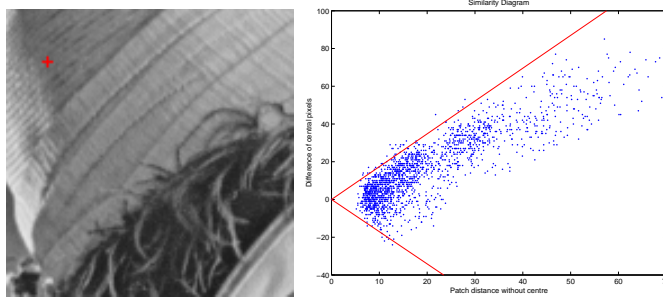 Similarity Diagram
100
80
60
40
20
0
−20
−40
0 10 20 30 40 50 60
Difference of central pixels
Patch distance without centre